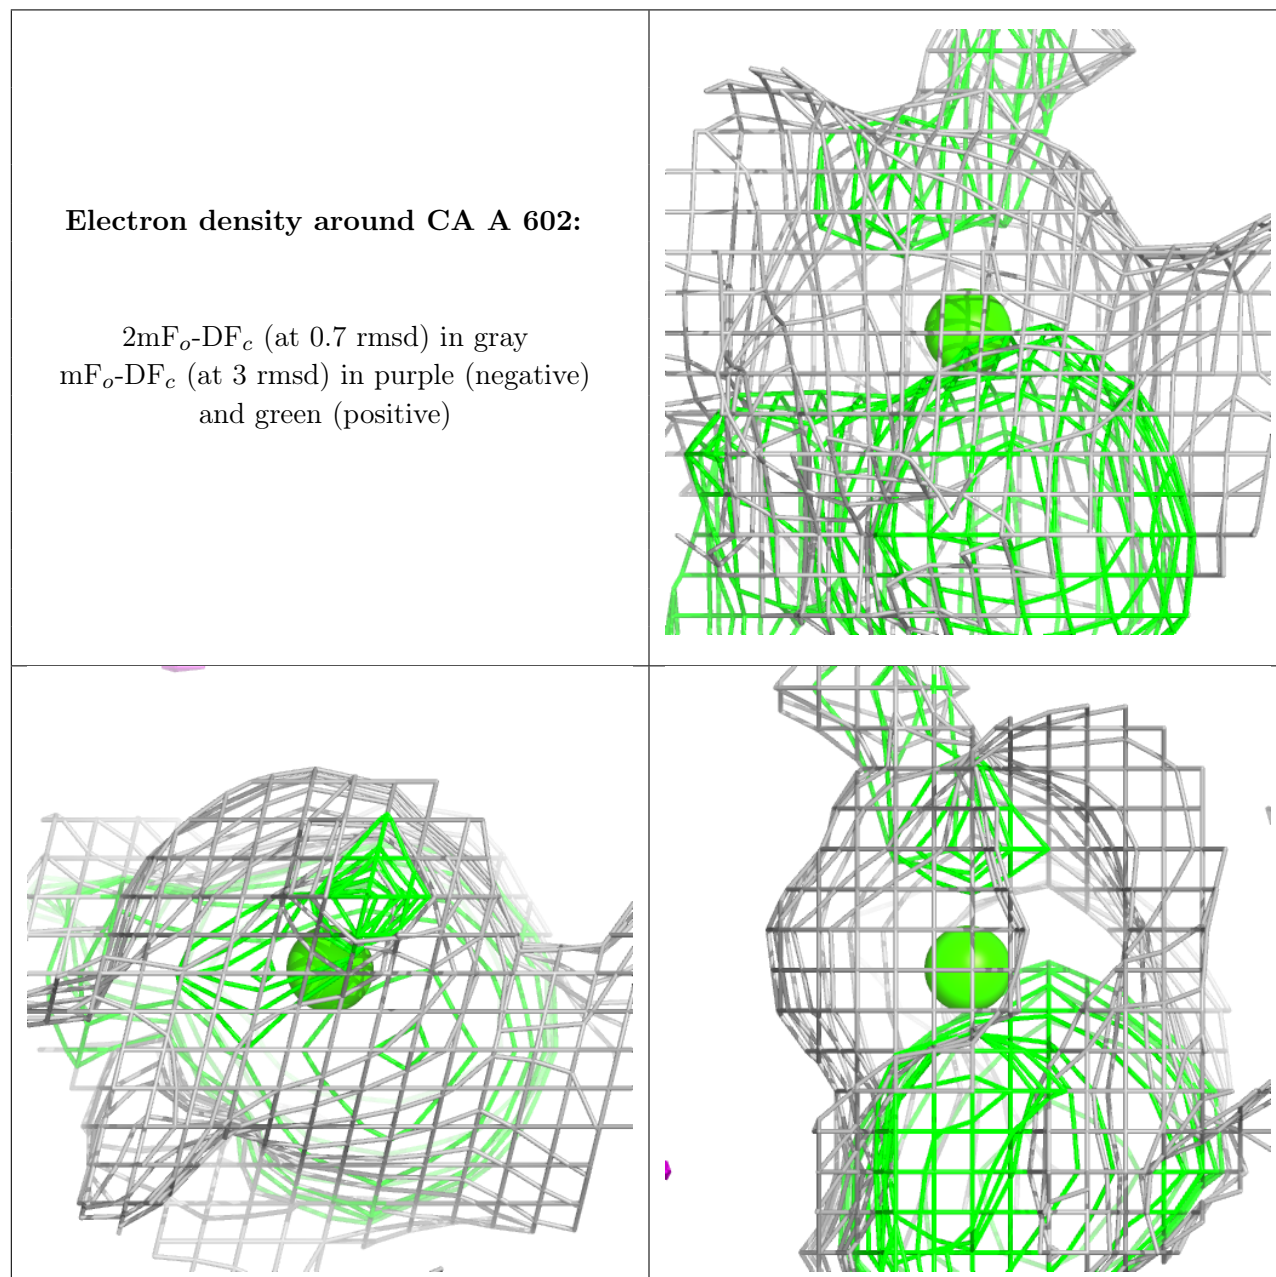 Electron density around CA A 602:
2mFo-DFc (at 0.7 rmsd) in gray
mFo-DFc (at 3 rmsd) in purple (negative)
and green (positive)